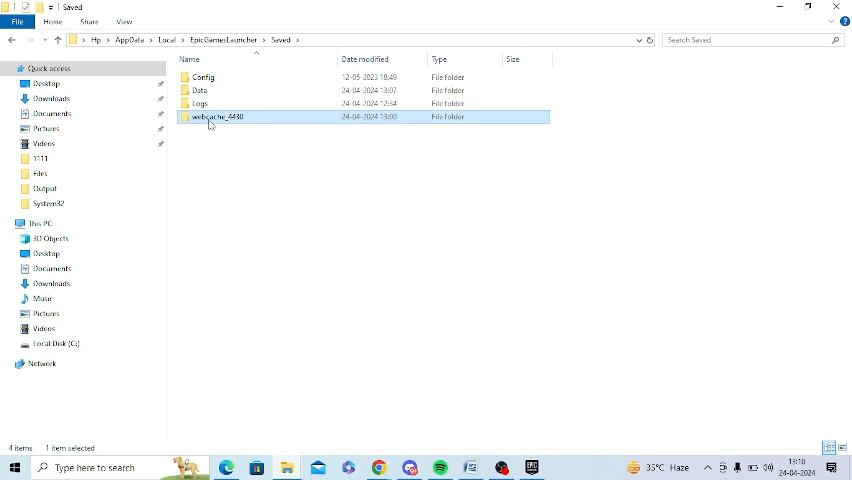 Saved
File Home Share View
Hp AppData Local EpicGamesLauncher Saved Search Saved
Name Date modified Type Size
Quick access
Desktop
Downloads
Documents
Pictures
Videos
1111
Files
Output
System32
This PC
3D Objects
Desktop
Documents
Downloads
Music
Pictures
Videos
Local Disk (C:)
Network
Config 12-05-2023 18:49 File folder
Data 24-04-2024 13:07 File folder
Logs 24-04-2024 12:34 File folder
webcache_4430 24-04-2024 13:00 File folder
4 items 1 item selected
Type here to search
EPIC
35°C Haze
13:10
24-04-2024